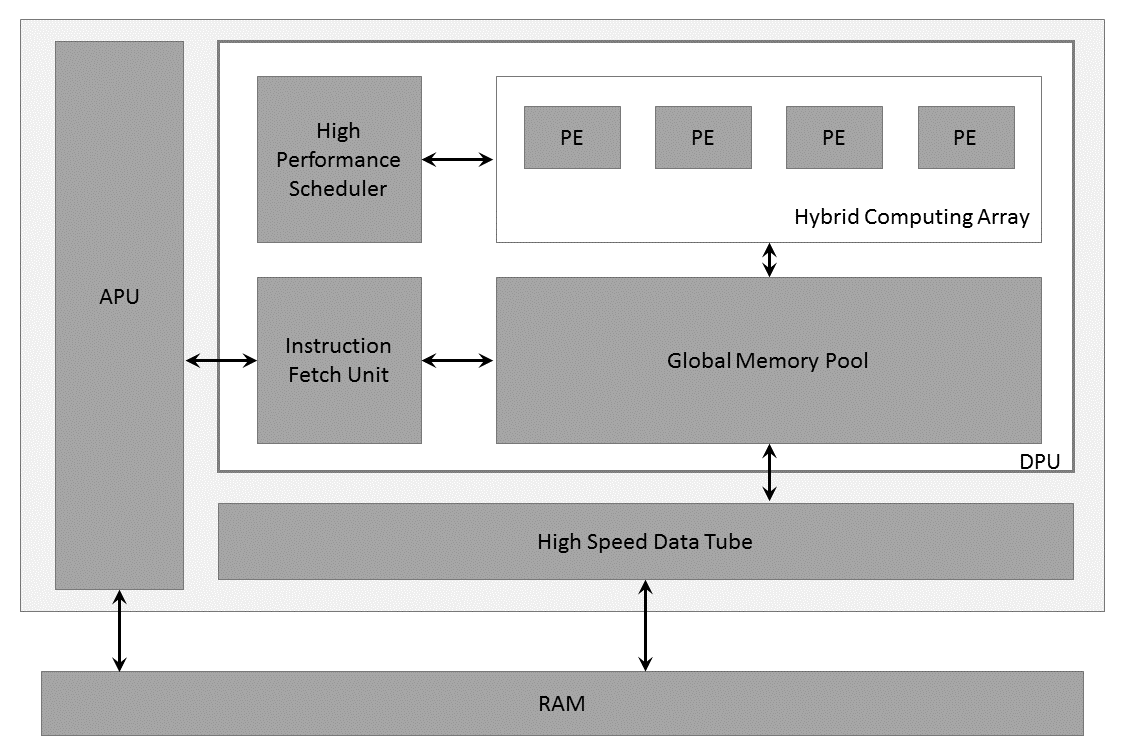 High
Performance
Scheduler
PE
PE
PE
PE
Hybrid Computing Array
APU
Instruction
Fetch Unit
Global Memory Pool
DPU
High Speed Data Tube
RAM